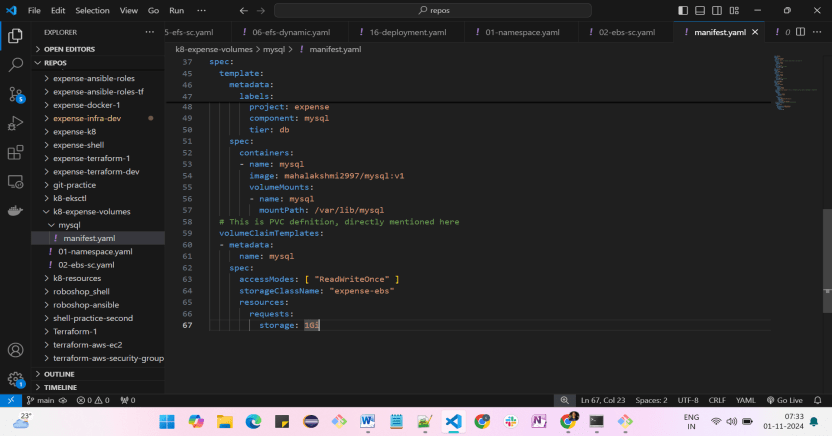 File Edit Selection View Go Run ··· repos
EXPLORER ···
5-efs-sc.yaml ! 06-efs-dynamic.yaml ! 16-deployment.yaml ! 01-namespace.yaml ! 02-ebs-sc.yaml ! manifest.yaml ! 0 ···
k8-expense-volumes > mysql > ! manifest.yaml
OPEN EDITORS
REPOS
expense-ansible-roles
expense-ansible-roles-tf
expense-docker-1
expense-infra-dev
expense-k8
expense-shell
expense-terraform-1
expense-terraform-dev
git-practice
k8-eksctl
k8-expense-volumes
mysql
! manifest.yaml
! 01-namespace.yaml
! 02-ebs-sc.yaml
k8-resources
roboshop_shell
roboshop-ansible
shell-practice-second
Terraform-1
terraform-aws-ec2
terraform-aws-security-group
OUTLINE
TIMELINE
37 spec:
45 template:
46 metadata:
47 labels:
48 project: expense
49 component: mysql
50 tier: db
51 spec:
52 containers:
53 - name: mysql
54 image: mahalakshmi2997/mysql:v1
55 volumeMounts:
56 - name: mysql
57 mountPath: /var/lib/mysql
58 # This is PVC defnition, directly mentioned here
59 volumeClaimTemplates:
60 - metadata:
61 name: mysql
62 spec:
63 accessModes: [ "ReadWriteOnce" ]
64 storageClassName: "expense-ebs"
65 resources:
66 requests:
67 storage: 1Gi
5
1
main 0 0 0 Ln 67, Col 23 Spaces: 2 UTF-8 CRLF YAML Go Live
23° ENG 07:33
IN 01-11-2024